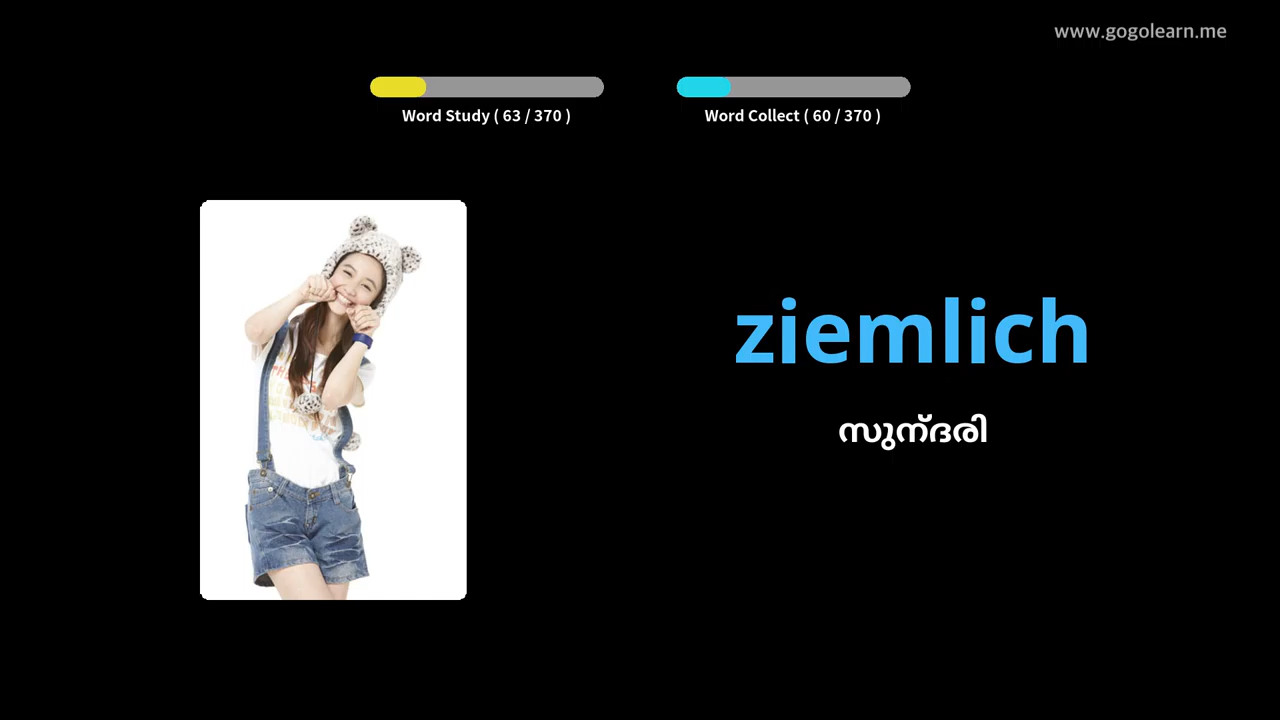 www.gogolearn.me
Word Study ( 63 / 370 )
Word Collect ( 60 / 370 )
ziemlich
സുന്ദരി